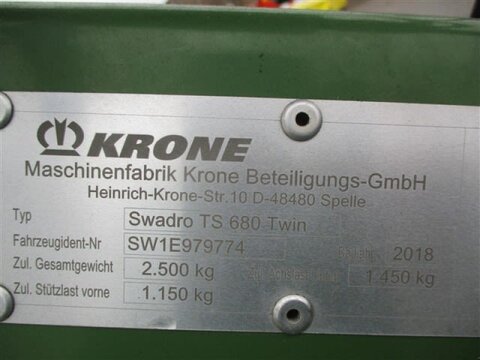 KRONE
Maschinenfabrik Krone Beteiligungs-GmbH
Heinrich-Krone-Str.10 D-48480 Spelle
Typ Swadro TS 680 Twin
Fahrzeugident-Nr SW1E979774 2018
Zul. Gesamtgewicht 2.500 kg 1.450 kg
Zul. Stützlast vorne 1.150 kg